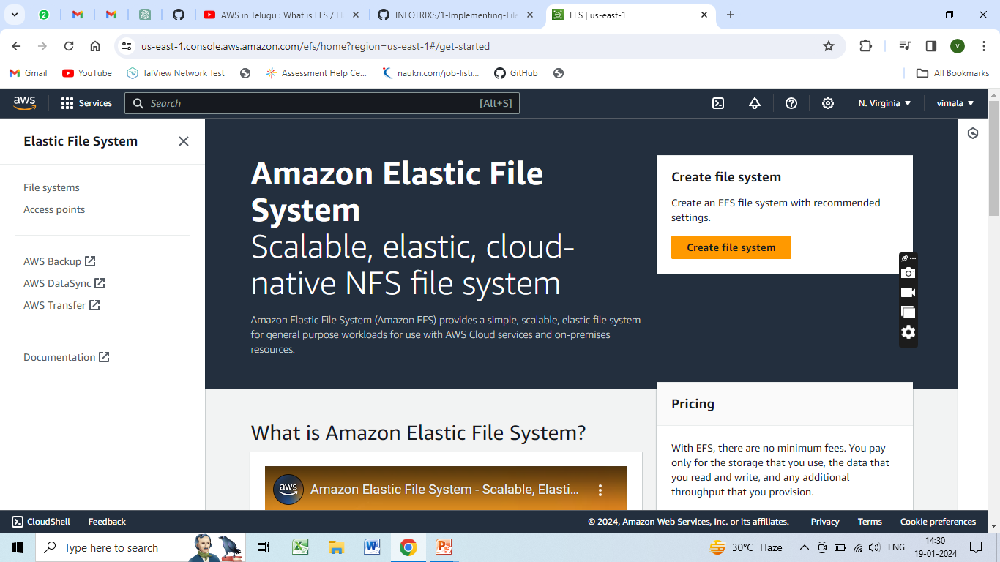 2
AWS in Telugu : What is EFS / El
INFOTRIXS/1-Implementing-File
EFS | us-east-1
us-east-1.console.aws.amazon.com/efs/home?region=us-east-1#/get-started
V
Gmail
YouTube
TalView Network Test
Assessment Help Ce...
naukri.com/job-listi...
GitHub
All Bookmarks
aws
Services
Search
[Alt+S]
N. Virginia
vimala
Elastic File System
File systems
Access points
AWS Backup
AWS DataSync
AWS Transfer
Documentation
Amazon Elastic File
System
Scalable, elastic, cloud-
native NFS file system
Amazon Elastic File System (Amazon EFS) provides a simple, scalable, elastic file system
for general purpose workloads for use with AWS Cloud services and on-premises
resources.
Create file system
Create an EFS file system with recommended
settings.
Create file system
What is Amazon Elastic File System?
aws
Amazon Elastic File System - Scalable, Elasti...
Pricing
With EFS, there are no minimum fees. You pay
only for the storage that you use, the data that
you read and write, and any additional
throughput that you provision.
CloudShell
Feedback
© 2024, Amazon Web Services, Inc. or its affiliates.
Privacy
Terms
Cookie preferences
Type here to search
30°C Haze
ENG
14:30
19-01-2024